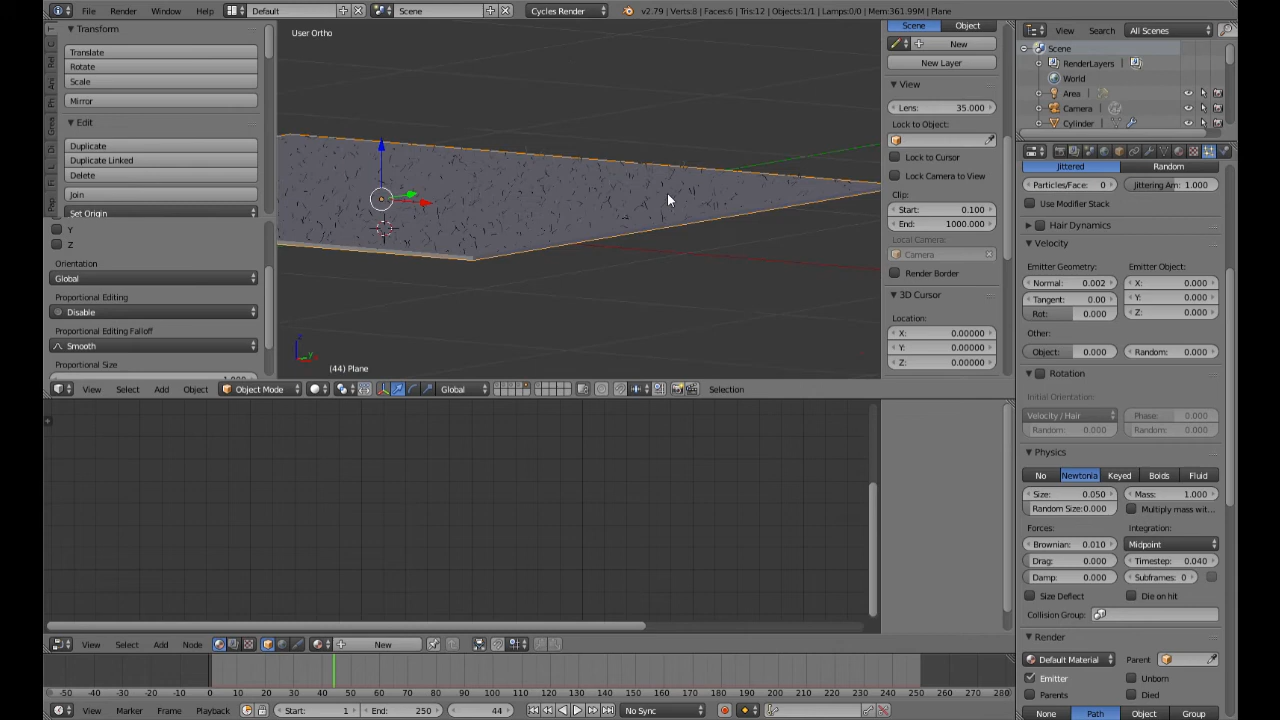 File Render Window Help Default Scene Cycles Render v2.79 | Verts:8 | Faces:6 | Tris:12 | Objects:1/1 | Lamps:0/0 | Mem:361.99M | Plane
Transform
Translate
Rotate
Scale
Mirror
Edit
Duplicate
Duplicate Linked
Delete
Join
Set Origin
Y
Z
Orientation
Global
Proportional Editing
Disable
Proportional Editing Falloff
Smooth
Proportional Size
User Ortho
(44) Plane
View Select Add Object Object Mode Global Selection
Scene Object
New
New Layer
View
Lens: 35.000
Lock to Object:
Lock to Cursor
Lock Camera to View
Clip:
Start: 0.100
End: 1000.000
Local Camera:
Camera
Render Border
3D Cursor
Location:
X: 0.00000
Y: 0.00000
Z: 0.00000
View Search All Scenes
Scene
RenderLayers
World
Area
Camera
Cylinder
Jittered Random
Particles/Face: 0 Jittering Am: 1.000
Use Modifier Stack
Hair Dynamics
Velocity
Emitter Geometry: Emitter Object:
Normal: 0.002 X: 0.000
Tangent: 0.00 Y: 0.000
Rot: 0.000 Z: 0.000
Other:
Object: 0.000 Random: 0.000
Rotation
Initial Orientation:
Velocity / Hair Phase: 0.000
Random: 0.000 Random: 0.000
Physics
No Newtonia Keyed Boids Fluid
Size: 0.050 Mass: 1.000
Random Size:0.000 Multiply mass wit...
Forces: Integration:
Brownian: 0.010 Midpoint
Drag: 0.000 Timestep: 0.040
Damp: 0.000 Subframes: 0
Size Deflect Die on hit
Collision Group:
Render
Default Material Parent
Emitter Unborn
Parents Died
None Path Object Group
View Select Add Node New
-50 -40 -30 -20 -10 0 10 20 30 40 50 60 70 80 90 100 110 120 130 140 150 160 170 180 190 200 210 220 230 240 250 260 270 280
View Marker Frame Playback Start: 1 End: 250 44 No Sync